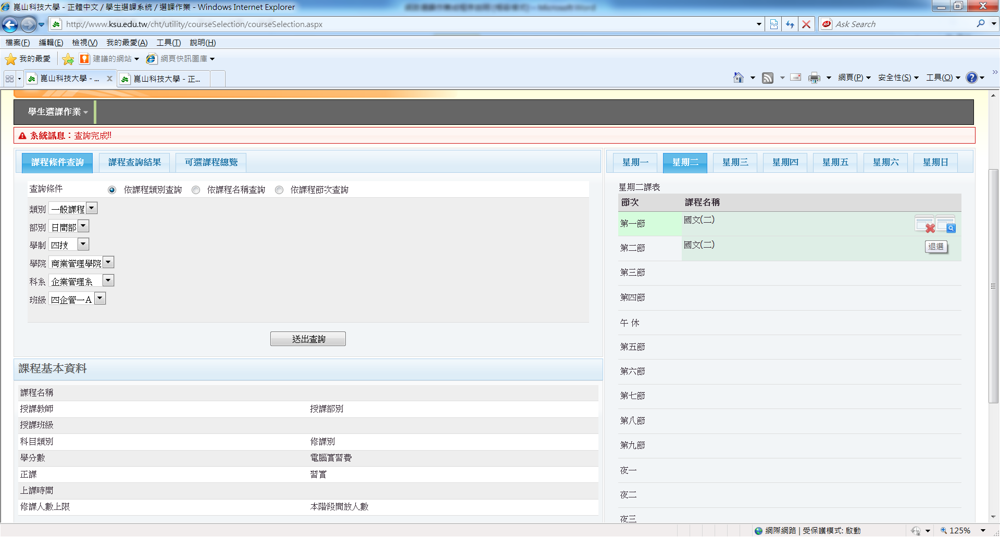 崑山科技大學 - 正體中文 / 學生選課系統 / 選課作業 - Windows Internet Explorer
http://www.ksu.edu.tw/cht/utility/courseSelection/courseSelection.aspx
Ask Search
檔案(F) 編輯(E) 檢視(V) 我的最愛(A) 工具(T) 說明(H)
我的最愛 建議的網站 網頁快訊圖庫
崑山科技大學 - ... 崑山科技大學 - 正... 網頁(P) 安全性(S) 工具(O)
學生選課作業
系統訊息：查詢完成!!
課程條件查詢 課程查詢結果 可選課程總覽
查詢條件 依課程類別查詢 依課程名稱查詢 依課程節次查詢
類別 一般課程
部別 日間部
學制 四技
學院 商業管理學院
科系 企業管理系
班級 四企管一A
送出查詢
課程基本資料
課程名稱
授課教師 授課部別
授課班級
科目類別 修課別
學分數 電腦實習費
正課 習實
上課時間
修課人數上限 本階段開放人數
星期一 星期二 星期三 星期四 星期五 星期六 星期日
星期二課表
節次 課程名稱
第一節 國文(二)
第二節 國文(二)
退選
第三節
第四節
午 休
第五節
第六節
第七節
第八節
第九節
夜一
夜二
夜三
網際網路 | 受保護模式: 啟動 125%